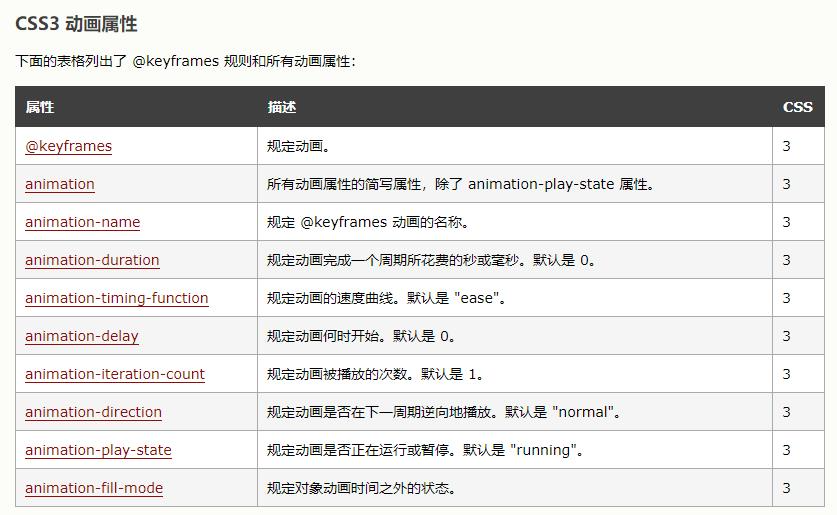 CSS3 动画属性
下面的表格列出了 @keyframes 规则和所有动画属性：
属性 描述 CSS
@keyframes 规定动画。 3
animation 所有动画属性的简写属性，除了 animation-play-state 属性。 3
animation-name 规定 @keyframes 动画的名称。 3
animation-duration 规定动画完成一个周期所花费的秒或毫秒。默认是 0。 3
animation-timing-function 规定动画的速度曲线。默认是 "ease"。 3
animation-delay 规定动画何时开始。默认是 0。 3
animation-iteration-count 规定动画被播放的次数。默认是 1。 3
animation-direction 规定动画是否在下一周期逆向地播放。默认是 "normal"。 3
animation-play-state 规定动画是否正在运行或暂停。默认是 "running"。 3
animation-fill-mode 规定对象动画时间之外的状态。 3